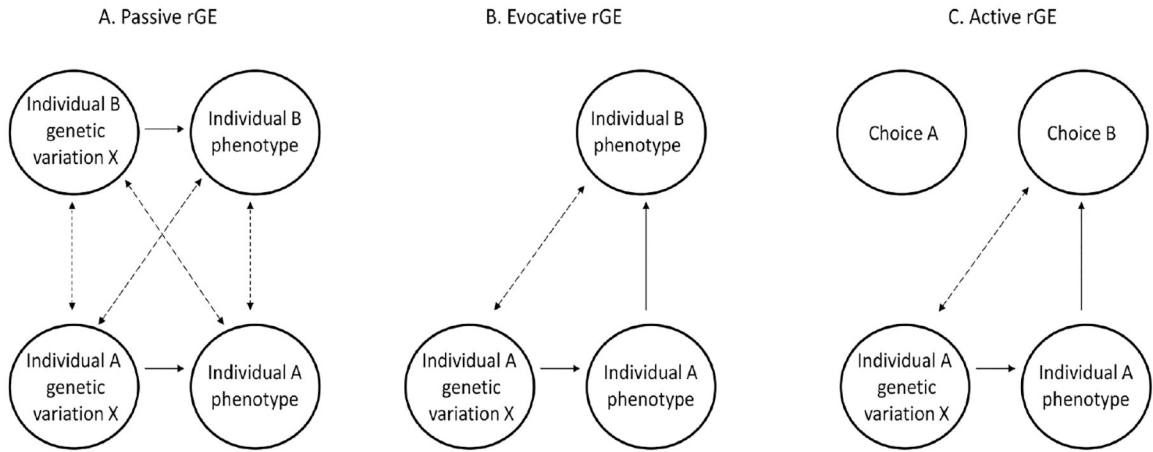 A. Passive rGE
Individual B
genetic
variation X
Individual B
phenotype
Individual A
genetic
variation X
Individual A
phenotype
B. Evocative rGE
Individual B
phenotype
Individual A
genetic
variation X
Individual A
phenotype
C. Active rGE
Choice A
Choice B
Individual A
genetic
variation X
Individual A
phenotype